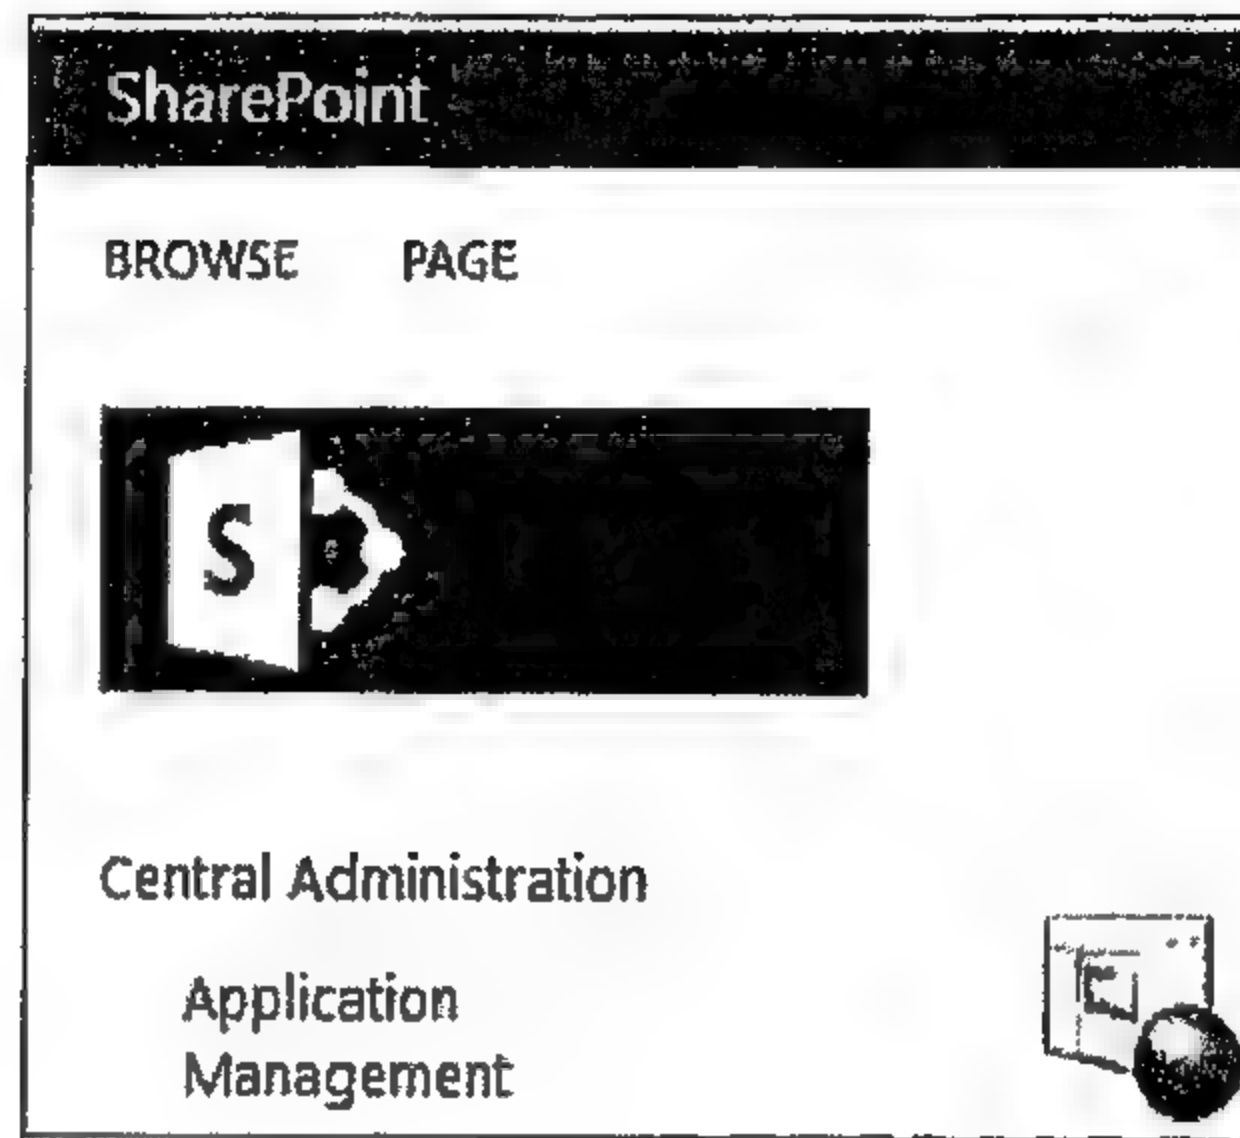 SharePoint
BROWSE PAGE
S
Central Administration
Application
Management